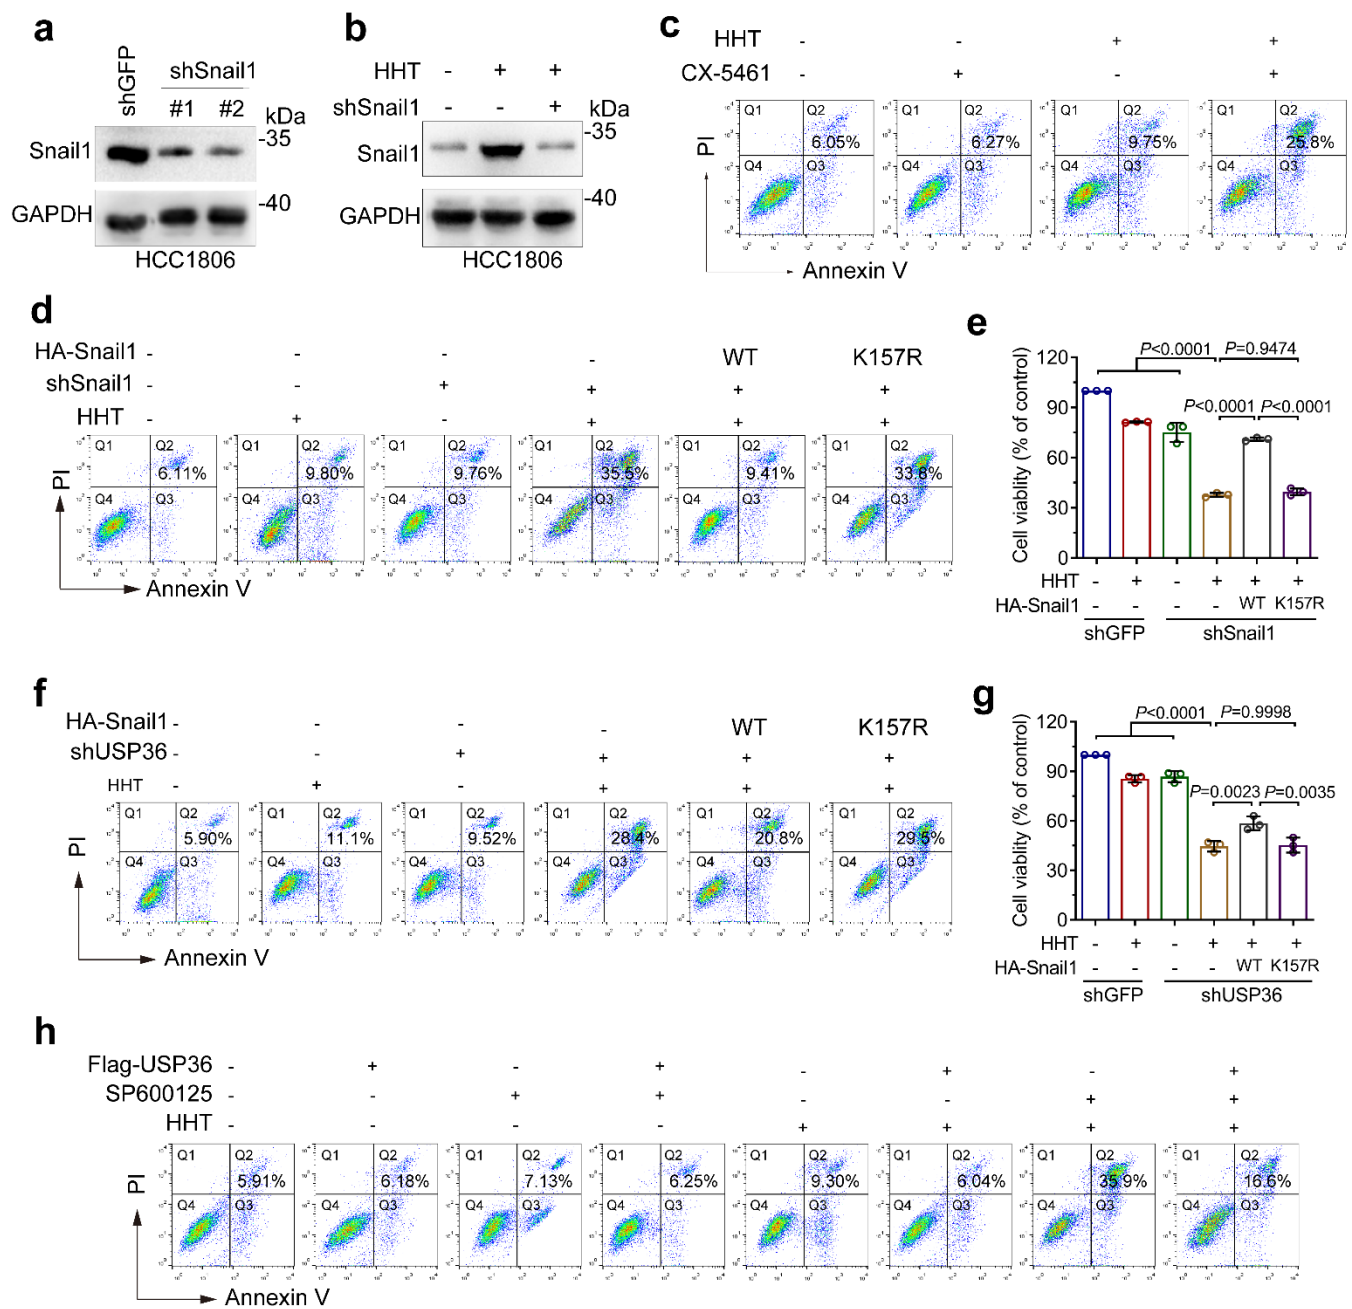 a
shGFP
shSnail1
#1 #2 kDa
Snail1 -35
GAPDH -40
HCC1806
b
HHT - + +
shSnail1 - - + kDa
Snail1 -35
GAPDH -40
HCC1806
c
HHT - - + +
CX-5461 - + - +
Q1 Q2 Q1 Q2 Q1 Q2 Q1 Q2
6.05% 6.27% 9.75% 25.8%
Q4 Q3 Q4 Q3 Q4 Q3 Q4 Q3
PI
Annexin V
d
HA-Snail1 - - - - WT K157R
shSnail1 - - + + + +
HHT - + - + + +
Q1 Q2 Q1 Q2 Q1 Q2 Q1 Q2 Q1 Q2 Q1 Q2
6.11% 9.80% 9.76% 35.5% 9.41% 33.8%
Q4 Q3 Q4 Q3 Q4 Q3 Q4 Q3 Q4 Q3 Q4 Q3
PI
Annexin V
e
Cell viablity (% of control)
120
90
60
30
0
P<0.0001 P=0.9474
P<0.0001 P<0.0001
HHT - + - + + +
HA-Snail1 - - - - WT K157R
shGFP shSnail1
f
HA-Snail1 - - - - WT K157R
shUSP36 - - + + + +
HHT - + - + + +
Q1 Q2 Q1 Q2 Q1 Q2 Q1 Q2 Q1 Q2 Q1 Q2
5.90% 11.1% 9.52% 28.4% 20.8% 29.5%
Q4 Q3 Q4 Q3 Q4 Q3 Q4 Q3 Q4 Q3 Q4 Q3
PI
Annexin V
g
Cell viablity (% of control)
120
90
60
30
0
P<0.0001 P=0.9998
P=0.0023 P=0.0035
HHT - + - + + +
HA-Snail1 - - - - WT K157R
shGFP shUSP36
h
Flag-USP36 - + - + - + - +
SP600125 - - + + - - + +
HHT - - - - + + + +
Q1 Q2 Q1 Q2 Q1 Q2 Q1 Q2 Q1 Q2 Q1 Q2 Q1 Q2 Q1 Q2
5.91% 6.18% 7.13% 6.25% 9.30% 6.04% 35.9% 16.6%
Q4 Q3 Q4 Q3 Q4 Q3 Q4 Q3 Q4 Q3 Q4 Q3 Q4 Q3 Q4 Q3
PI
Annexin V